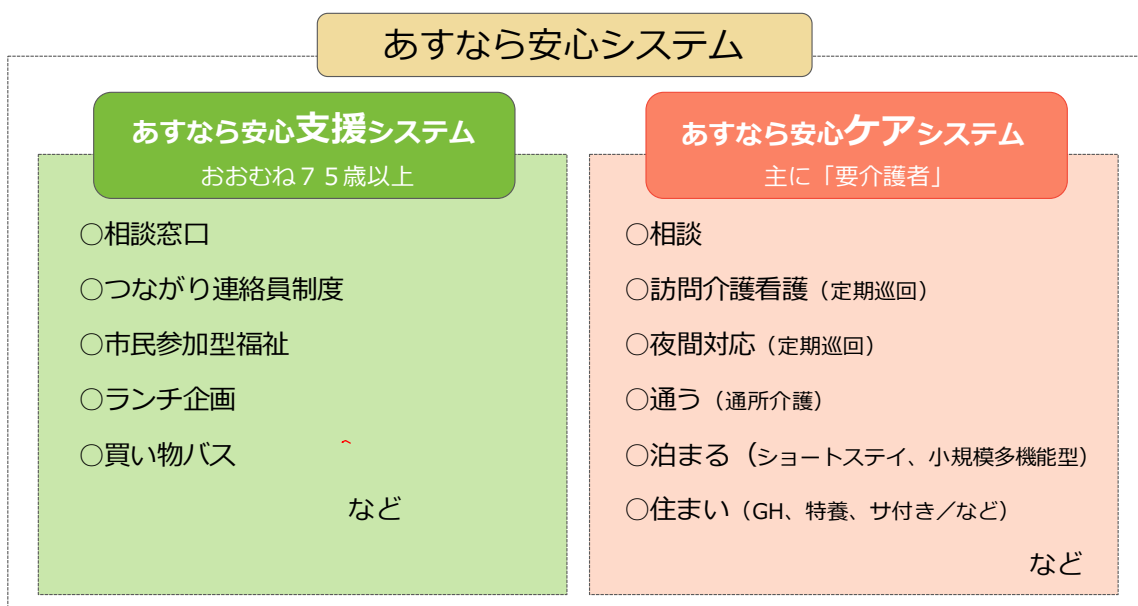 あすなら安心システム
あすなら安心支援システム
おおむね７５歳以上
○相談窓口
○つながり連絡員制度
○市民参加型福祉
○ランチ企画
○買い物バス
など
あすなら安心ケアシステム
主に「要介護者」
○相談
○訪問介護看護（定期巡回）
○夜間対応（定期巡回）
○通う（通所介護）
○泊まる（ショートステイ、小規模多機能型）
○住まい（GH、特養、サ付き／など）
など